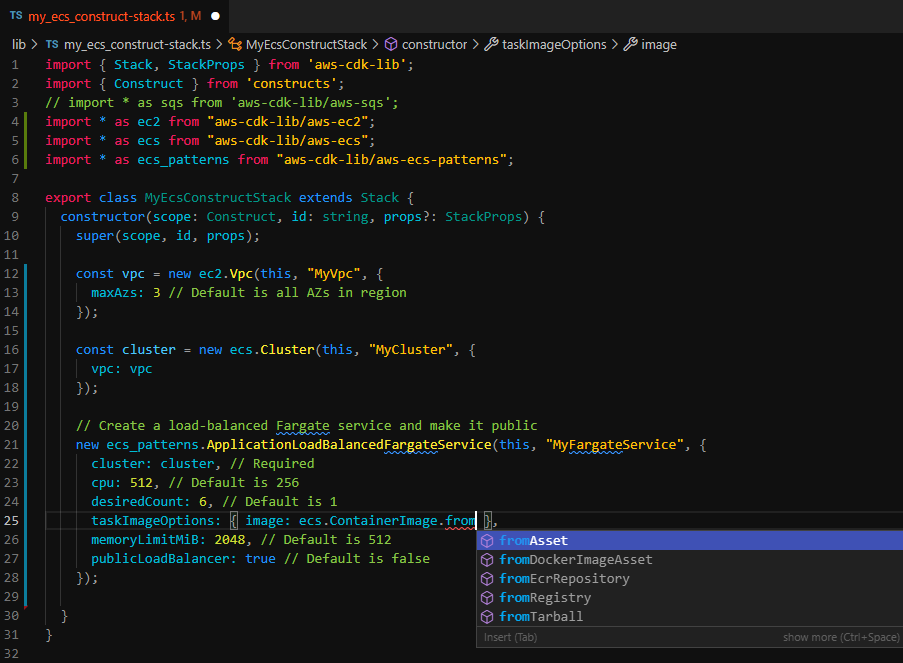 TS my_ecs_construct-stack.ts 1, M
lib > TS my_ecs_construct-stack.ts > MyEcsConstructStack > constructor > taskImageOptions > image
1 import { Stack, StackProps } from 'aws-cdk-lib';
2 import { Construct } from 'constructs';
3 // import * as sqs from 'aws-cdk-lib/aws-sqs';
4 import * as ec2 from "aws-cdk-lib/aws-ec2";
5 import * as ecs from "aws-cdk-lib/aws-ecs";
6 import * as ecs_patterns from "aws-cdk-lib/aws-ecs-patterns";
7
8 export class MyEcsConstructStack extends Stack {
9   constructor(scope: Construct, id: string, props?: StackProps) {
10     super(scope, id, props);
11
12     const vpc = new ec2.Vpc(this, "MyVpc", {
13       maxAzs: 3 // Default is all AZs in region
14     });
15
16     const cluster = new ecs.Cluster(this, "MyCluster", {
17       vpc: vpc
18     });
19
20     // Create a load-balanced Fargate service and make it public
21     new ecs_patterns.ApplicationLoadBalancedFargateService(this, "MyFargateService", {
22       cluster: cluster, // Required
23       cpu: 512, // Default is 256
24       desiredCount: 6, // Default is 1
25       taskImageOptions: { image: ecs.ContainerImage.from },
26       memoryLimitMiB: 2048, // Default is 512
27       publicLoadBalancer: true // Default is false
28     });
29
30   }
31 }
32
fromAsset
fromDockerImageAsset
fromEcrRepository
fromRegistry
fromTarball
Insert (Tab) show more (Ctrl+Space)